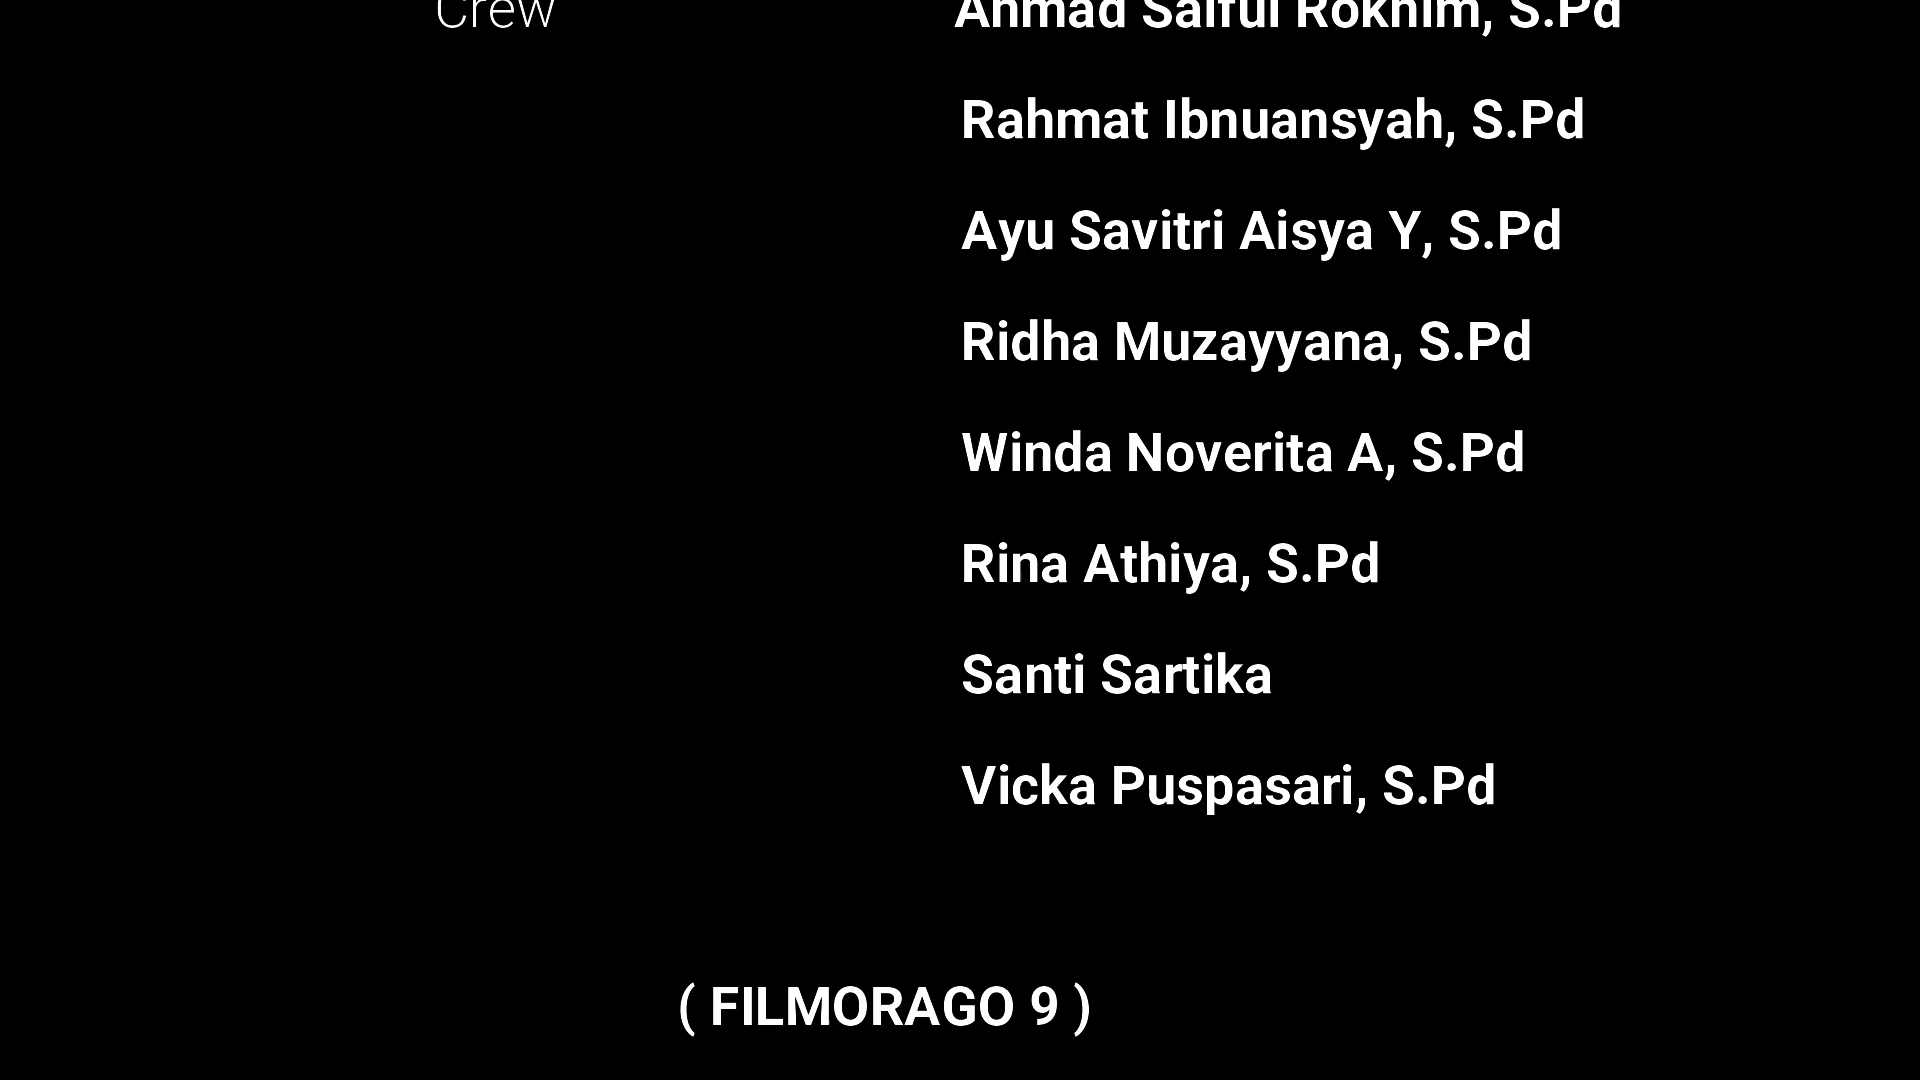 Crew Ahmad Saiful Rokhim, S.Pd
Rahmat Ibnuansyah, S.Pd
Ayu Savitri Aisya Y, S.Pd
Ridha Muzayyana, S.Pd
Winda Noverita A, S.Pd
Rina Athiya, S.Pd
Santi Sartika
Vicka Puspasari, S.Pd
( FILMORAGO 9 )